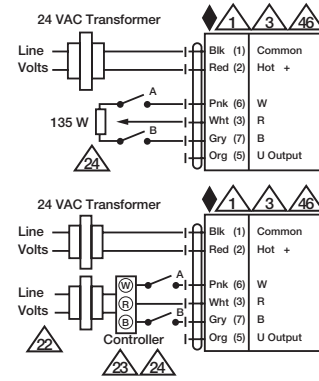 24 VAC Transformer
1 3 46
Line
Volts
Blk (1) Common
Red (2) Hot +
A
Pnk (6) W
135 W
Wht (3) R
B
Gry (7) B
Org (5) U Output
24
24 VAC Transformer
1 3 46
Line
Volts
Blk (1) Common
Red (2) Hot +
A
W
Pnk (6) W
Line
Volts
R
Wht (3) R
B
B
Gry (7) B
Org (5) U Output
22
Controller
23 24